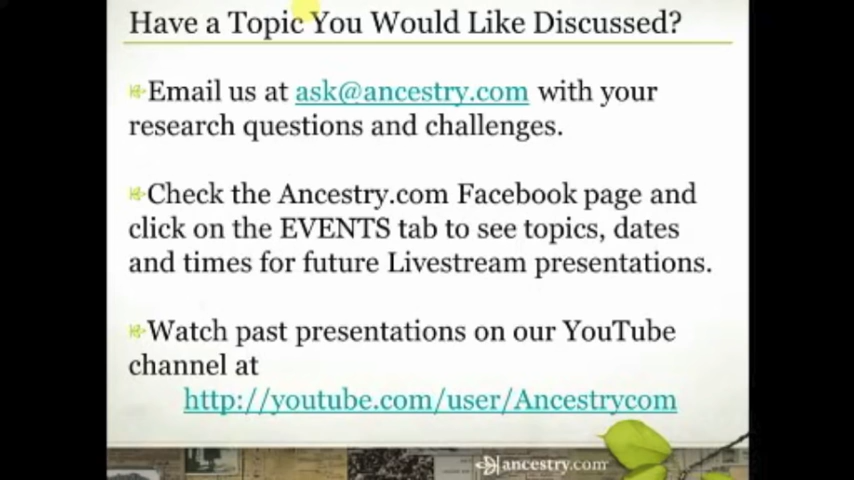 Have a Topic You Would Like Discussed?
Email us at ask@ancestry.com with your
research questions and challenges.
Check the Ancestry.com Facebook page and
click on the EVENTS tab to see topics, dates
and times for future Livestream presentations.
Watch past presentations on our YouTube
channel at
http://youtube.com/user/Ancestrycom
ancestry.com